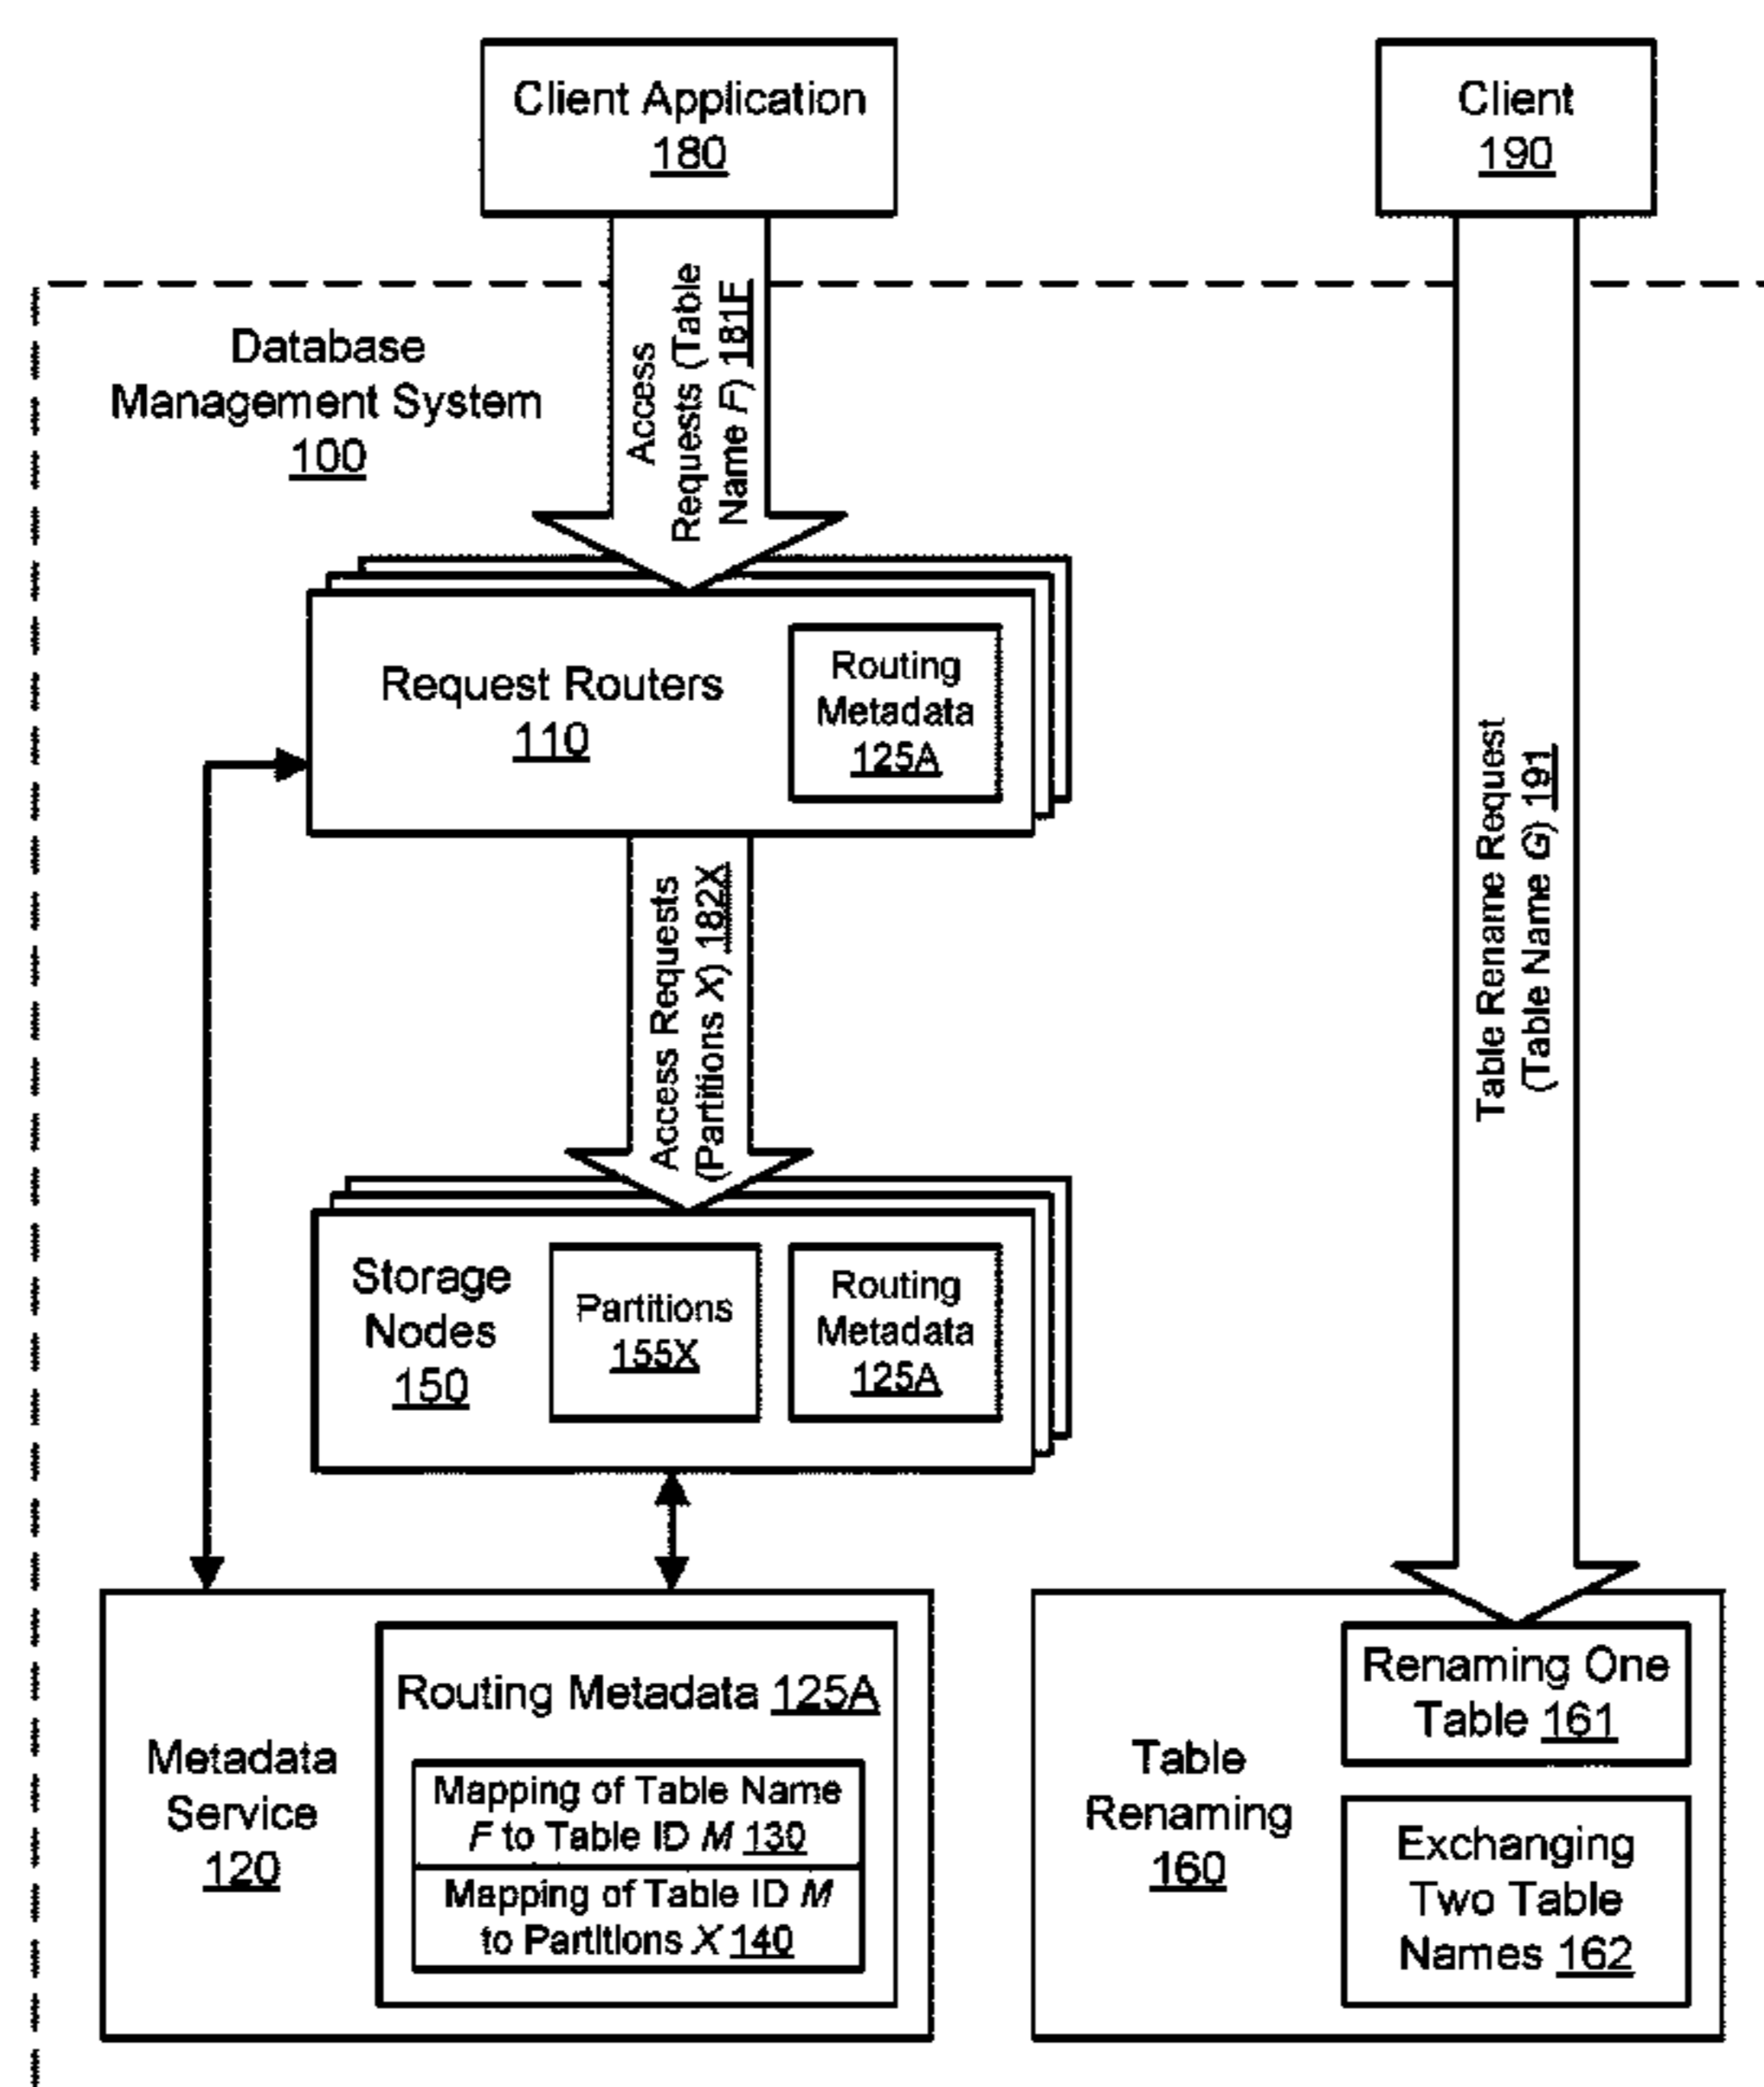 Client Application
180
Client
190
Database
Management System
100
Access
Requests (Table
Name F) 181F
Request Routers
110
Routing
Metadata
125A
Table Rename Request
(Table Name G) 191
Access Requests
(Partitions X) 182X
Storage
Nodes
150
Partitions
155X
Routing
Metadata
125A
Metadata
Service
120
Routing Metadata 125A
Mapping of Table Name
F to Table ID M 130
Mapping of Table ID M
to Partitions X 140
Table
Renaming
160
Renaming One
Table 161
Exchanging
Two Table
Names 162